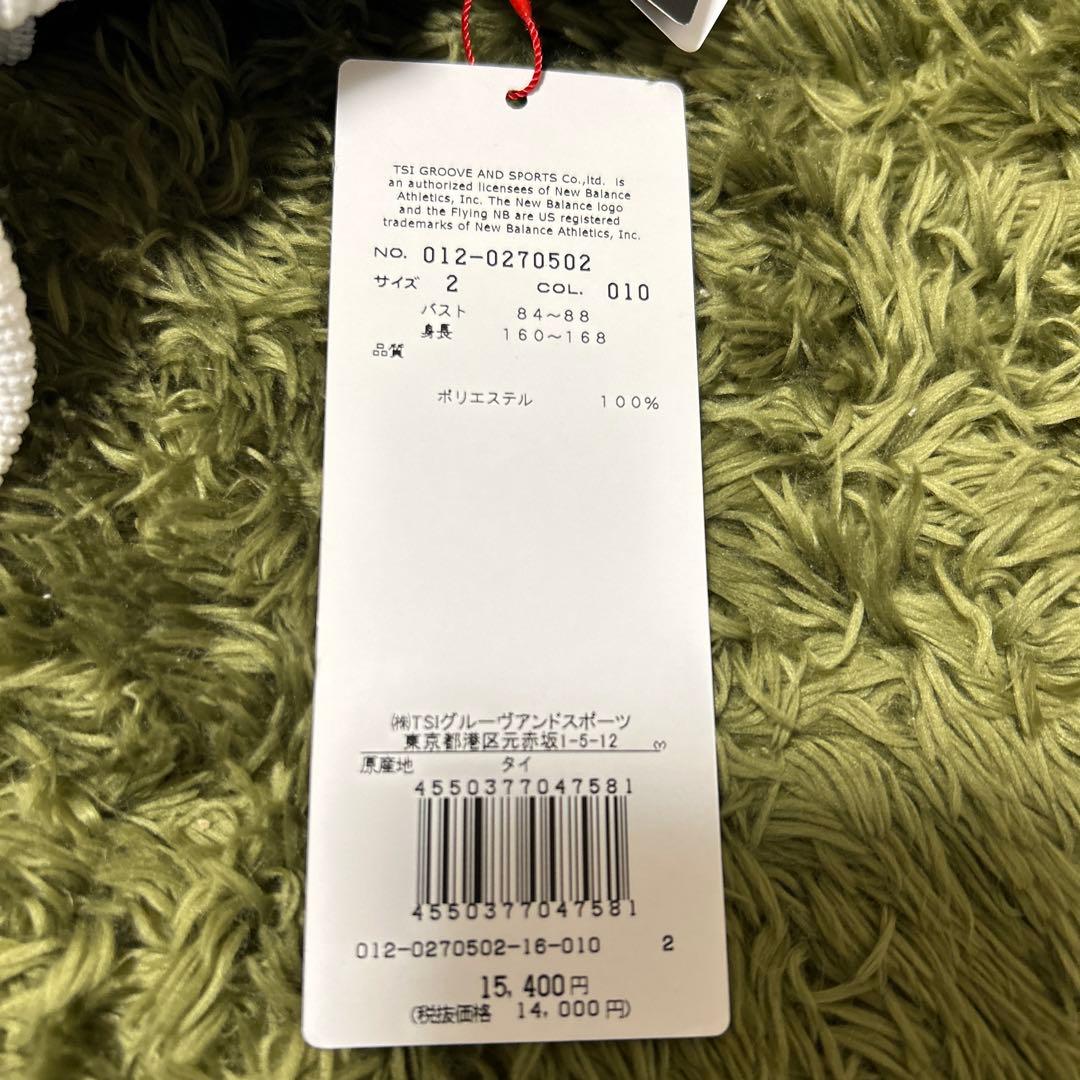 TSI GROOVE AND SPORTS Co.,ltd. is
an authorized licensees of New Balance
Athletics, Inc. The New Balance logo
and the Flying NB are US registered
trademarks of New Balance Athletics, Inc.
NO. 012-0270502
サイズ 2 COL. 010
バスト 84～88
身長 160～168
品質
ポリエステル 100%
㈱TSIグルーヴアンドスポーツ
東京都港区元赤坂1-5-12 3
原産地 タイ
4550377047581
4550377047581
012-0270502-16-010 2
15,400円
(税抜価格 14,000円)